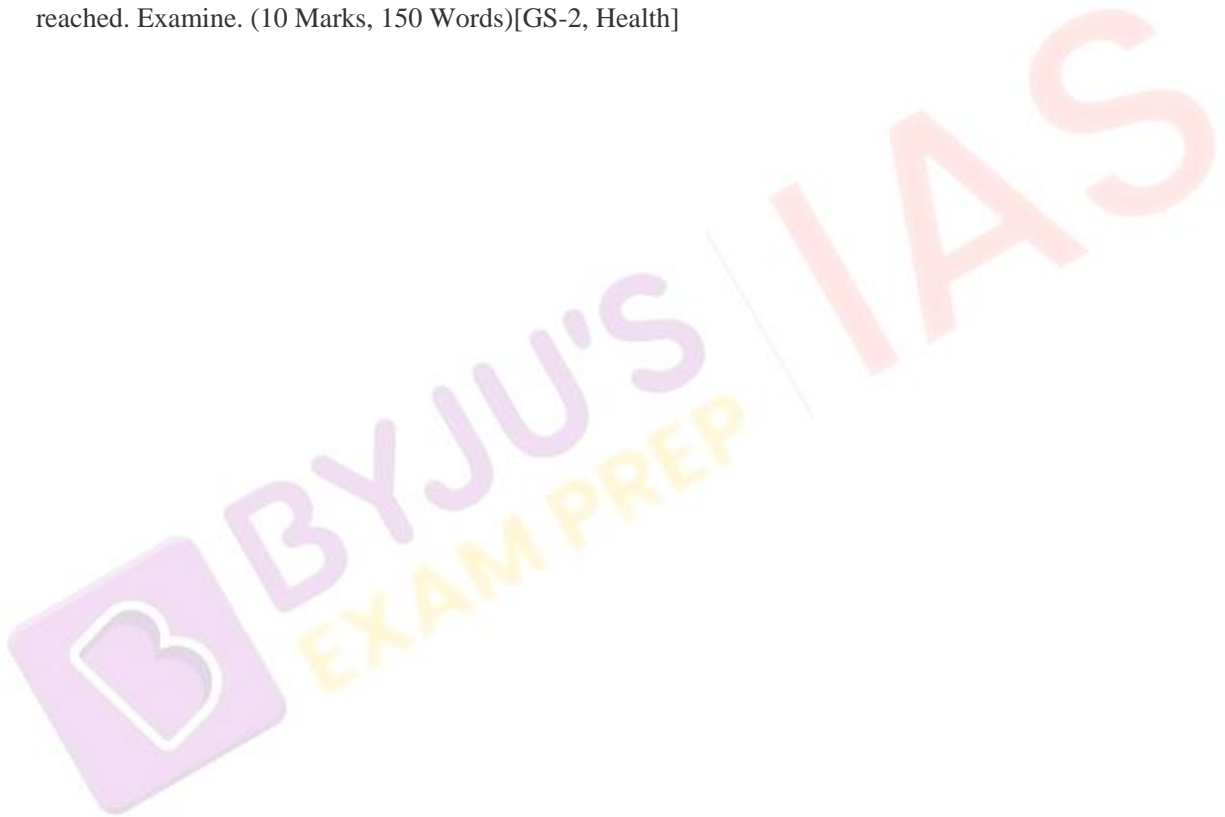 reached. Examine. (10 Marks, 150 Words)[GS-2, Health]
BYJU'S
EXAM PREP
IAS